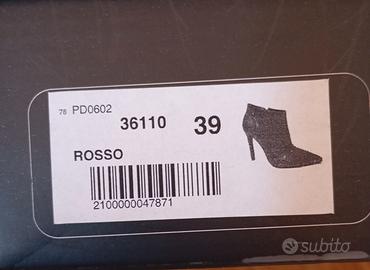 78 PD0602
36110 39
ROSSO
2100000047871
subito